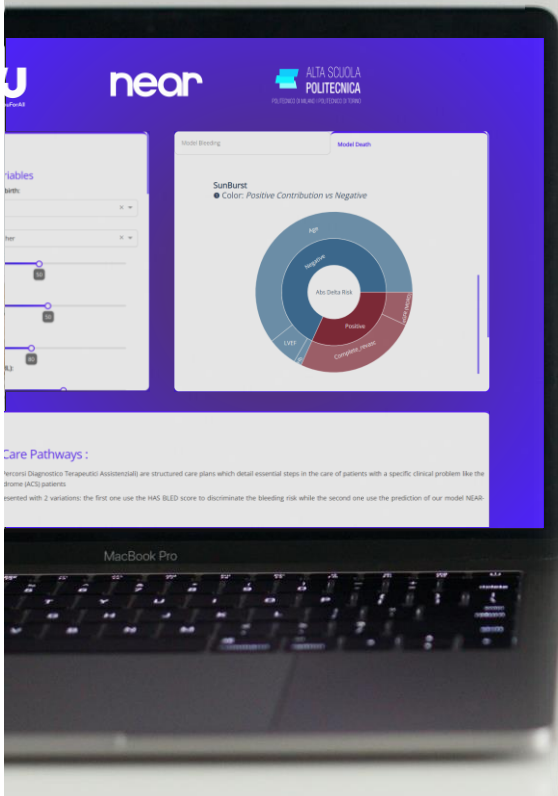 near
ALTA SCUOLA
POLITECNICA
POLITECNICO DI MILANO I POLITECNICO DI TORINO
Model Bleeding
Model Death
riables
birth:
her
50
50
60
SunBurst
Color: Positive Contribution vs Negative
Age
Negative
Abs Delta Risk
Positive
LVEF
Complete_revasc
Care Pathways :
Percorsi Diagnostico Terapeutici Assistenziali) are structured care plans which detail essential steps in the care of patients with a specific clinical problem like the
drome (ACS) patients
esented with 2 variations: the first one use the HAS BLED score to discriminate the bleeding risk while the second one use the prediction of our model NEAR-
MacBook Pro